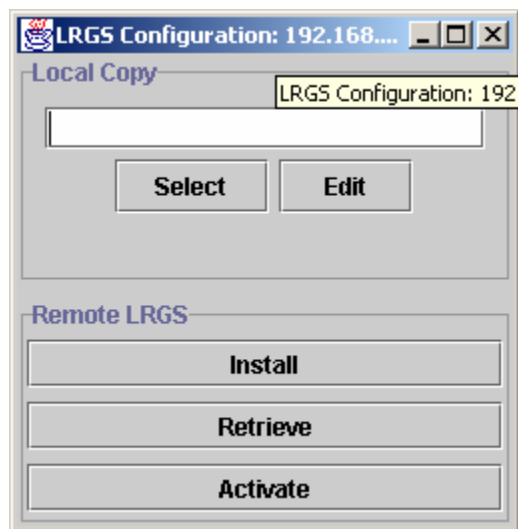 LRGS Configuration: 192.168....
Local Copy
LRGS Configuration: 192
Select Edit
Remote LRGS
Install
Retrieve
Activate